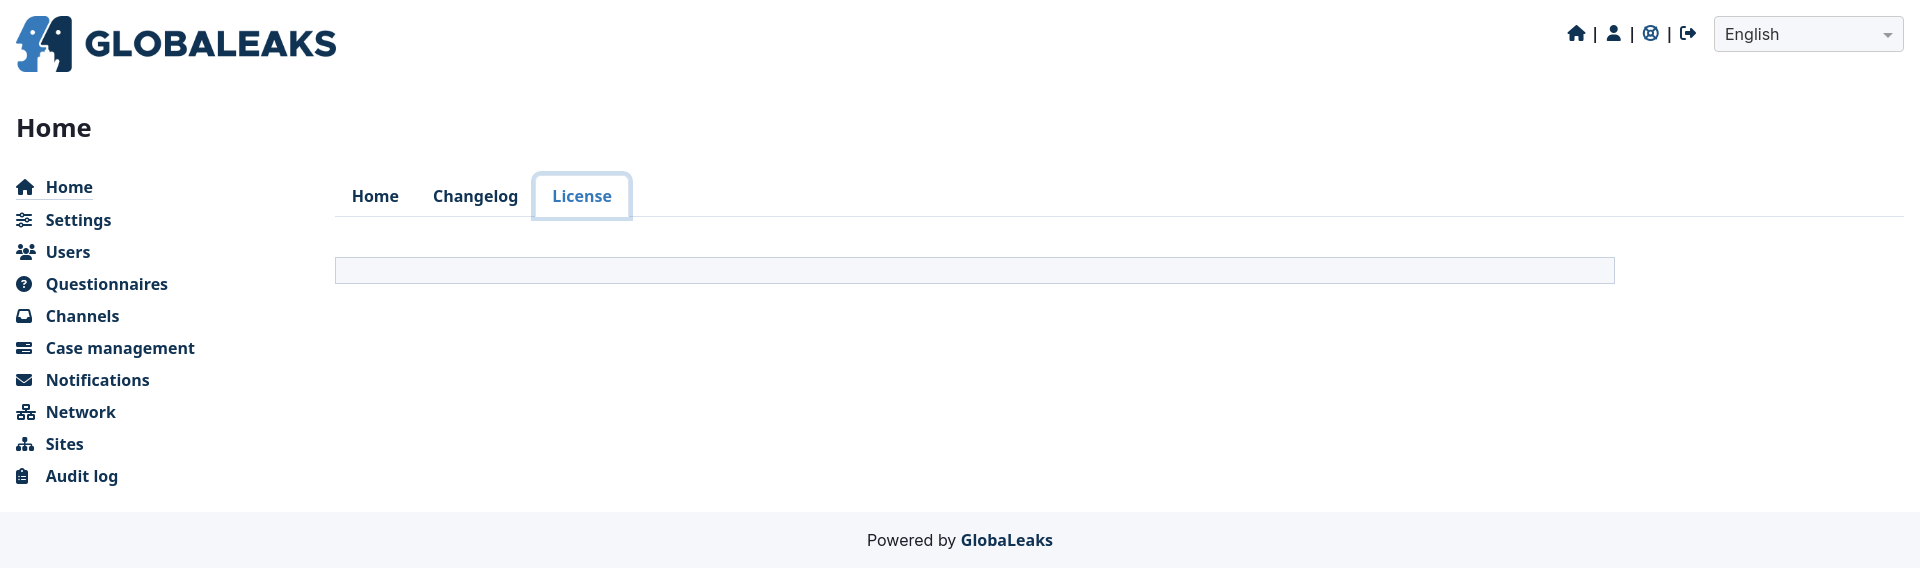 GLOBALEAKS
| | |
English
Home
Home
Settings
Users
Questionnaires
Channels
Case management
Notifications
Network
Sites
Audit log
Home Changelog License
Powered by GlobaLeaks